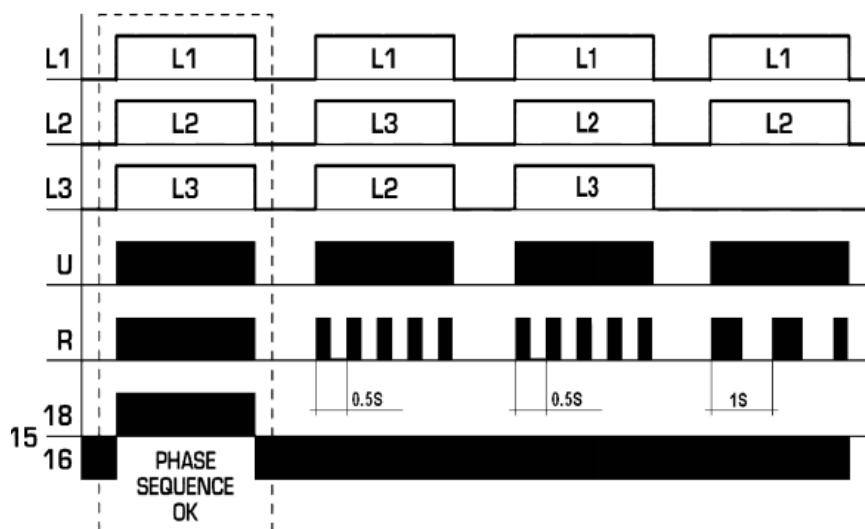 L1 L1 L1 L1 L1
L2 L2 L3 L2 L2
L3 L3 L2 L3
U
R
0.5S 0.5S 1S
18
15
16
PHASE
SEQUENCE
OK